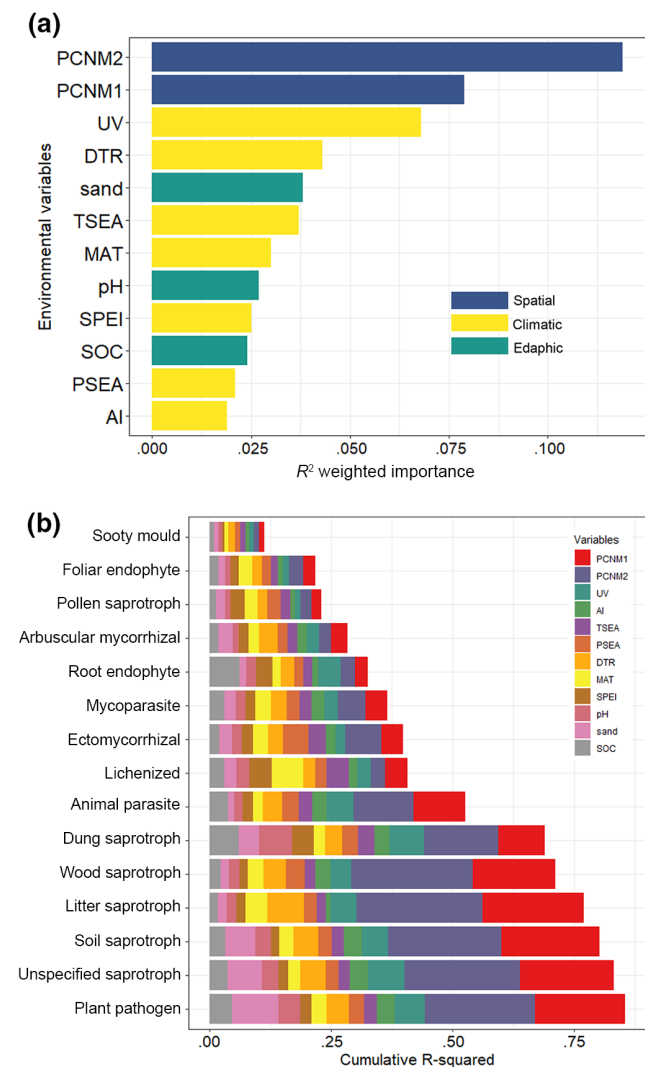 (a)
PCNM2
PCNM1
UV
DTR
sand
TSEA
MAT
pH
SPEI
SOC
PSEA
AI
Environmental variables
Spatial
Climatic
Edaphic
.000 .025 .050 .075 .100
R² weighted importance
(b)
Sooty mould
Foliar endophyte
Pollen saprotroph
Arbuscular mycorrhizal
Root endophyte
Mycoparasite
Ectomycorrhizal
Lichenized
Animal parasite
Dung saprotroph
Wood saprotroph
Litter saprotroph
Soil saprotroph
Unspecified saprotroph
Plant pathogen
Variables
PCNM1
PCNM2
UV
AI
TSEA
PSEA
DTR
MAT
SPEI
pH
sand
SOC
.00 .25 .50 .75
Cumulative R-squared